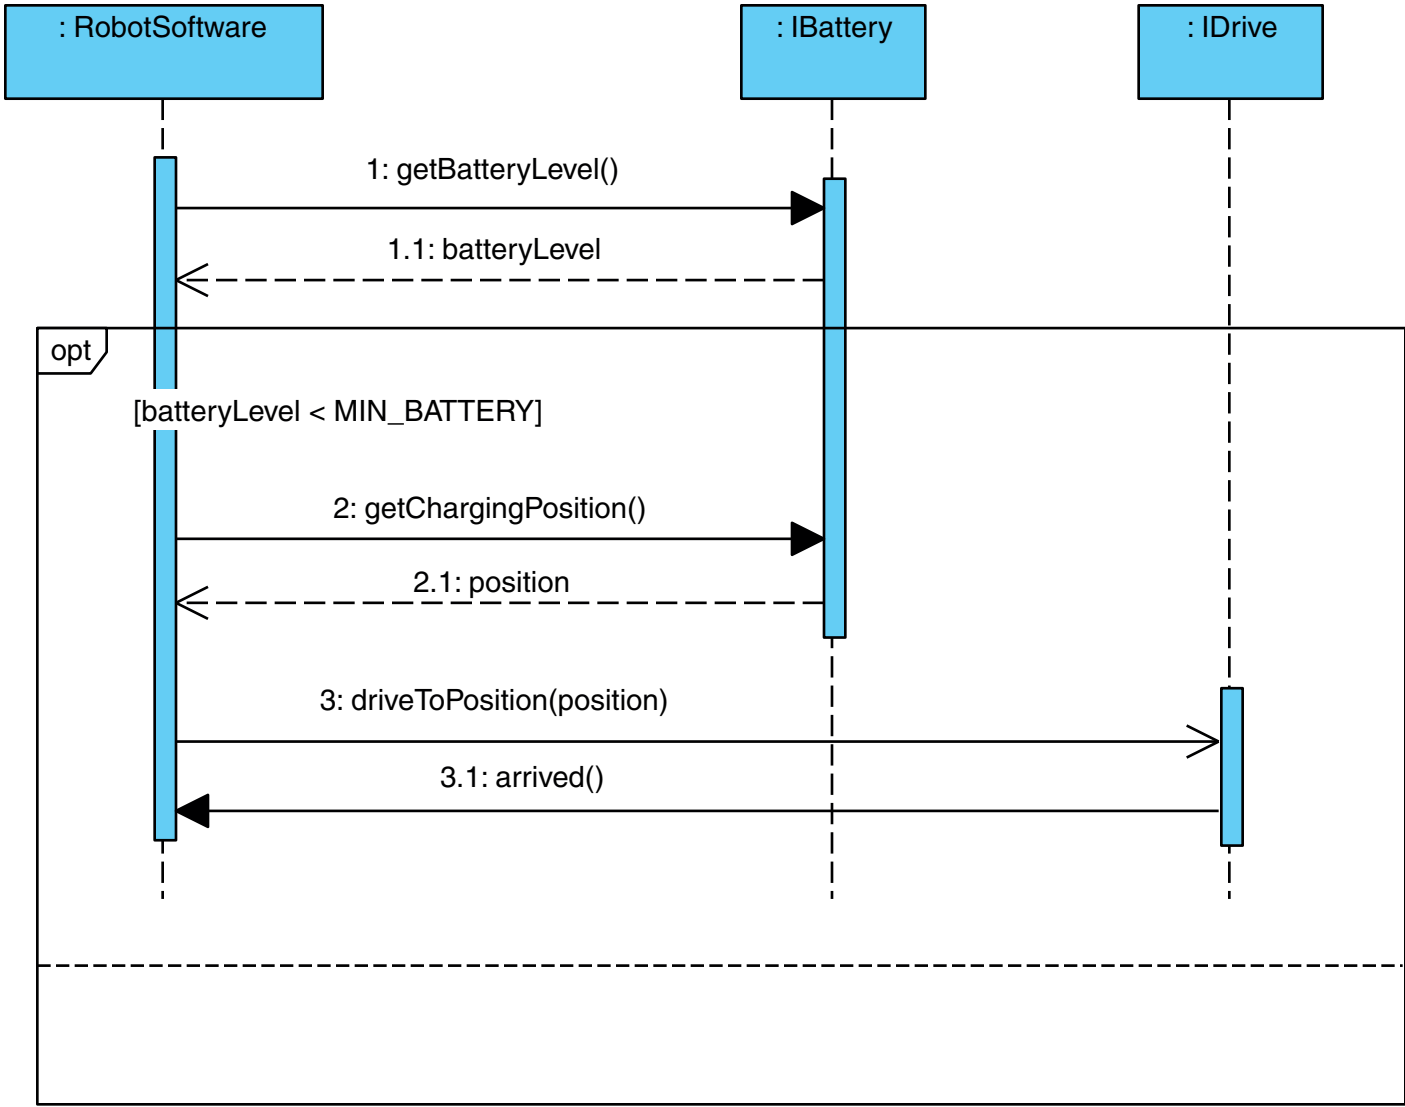 : RobotSoftware
: IBattery
: IDrive
1: getBatteryLevel()
1.1: batteryLevel
opt
[batteryLevel < MIN_BATTERY]
2: getChargingPosition()
2.1: position
3: driveToPosition(position)
3.1: arrived()